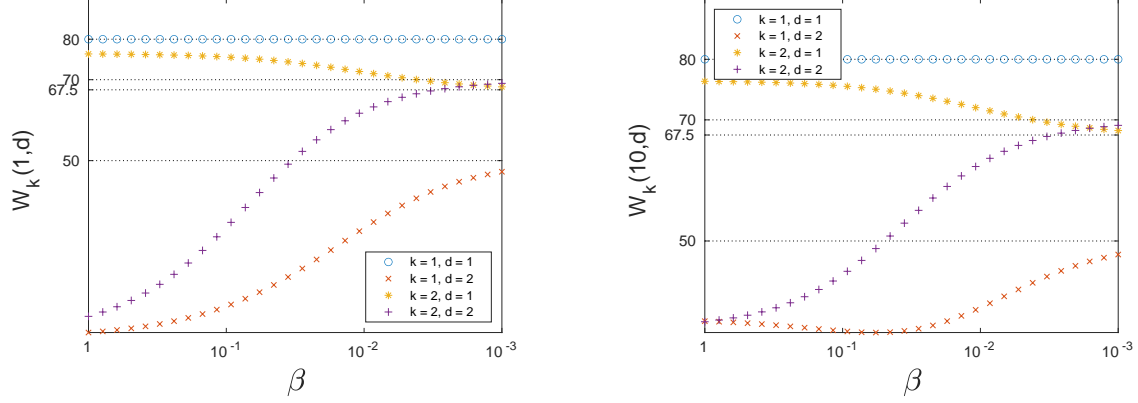 80
70
67.5
50
W_k(1,d)
k = 1, d = 1
k = 1, d = 2
k = 2, d = 1
k = 2, d = 2
1
10^-1
10^-2
10^-3
β
k = 1, d = 1
k = 1, d = 2
k = 2, d = 1
k = 2, d = 2
80
70
67.5
50
W_k(10,d)
1
10^-1
10^-2
10^-3
β